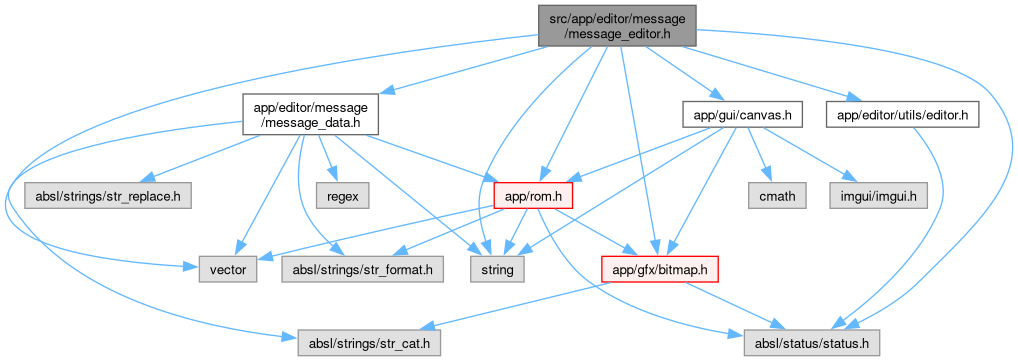 src/app/editor/message
/message_editor.h
app/editor/message
/message_data.h
app/gui/canvas.h
app/editor/utils/editor.h
absl/strings/str_replace.h
regex
app/rom.h
cmath
imgui/imgui.h
vector
absl/strings/str_format.h
string
app/gfx/bitmap.h
absl/strings/str_cat.h
absl/status/status.h